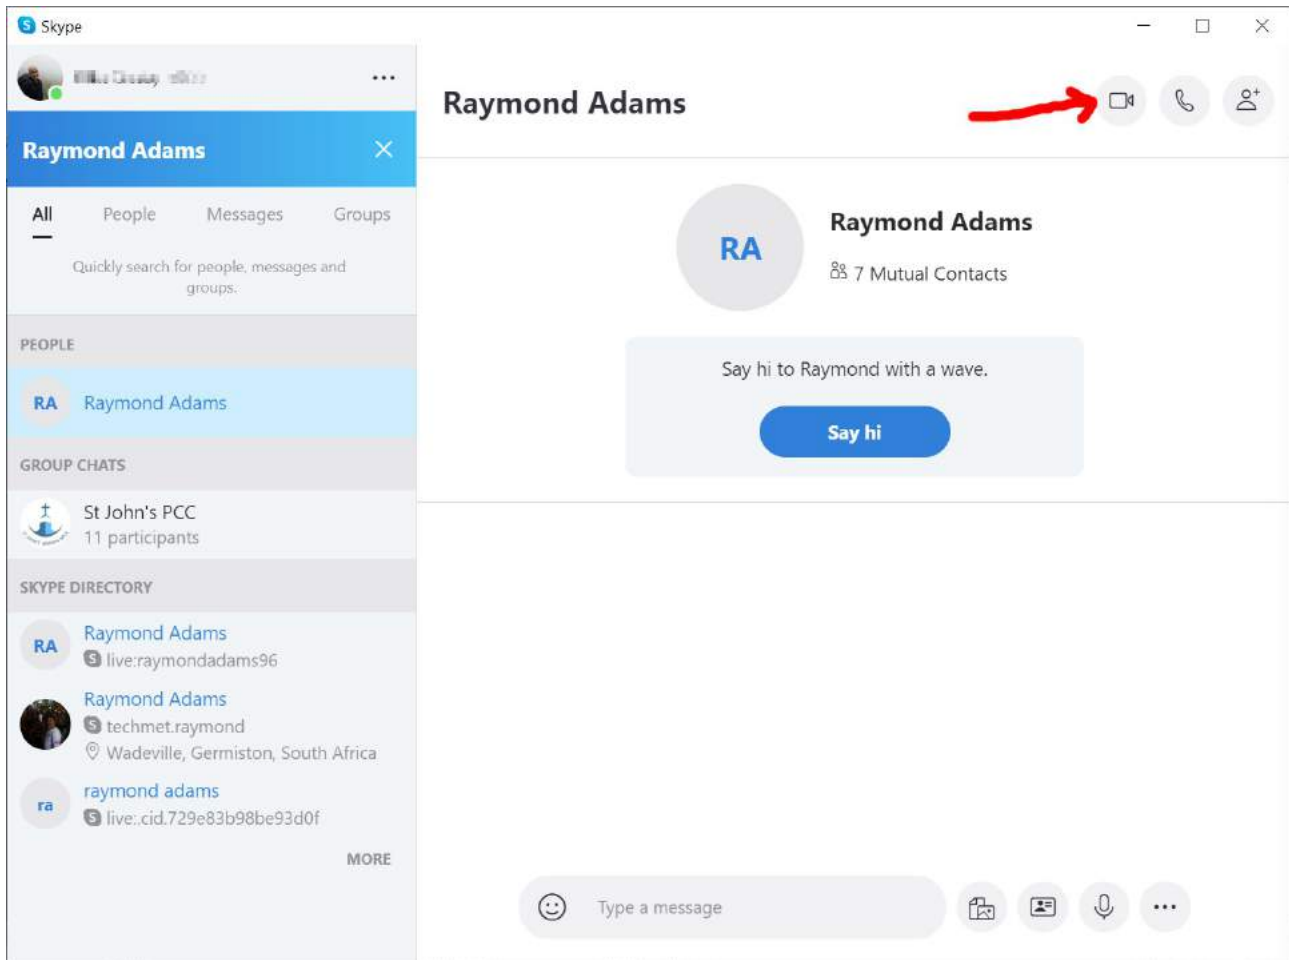 Skype
Raymond Adams
All People Messages Groups
Quickly search for people, messages and
groups.
PEOPLE
RA Raymond Adams
GROUP CHATS
St John's PCC
11 participants
SKYPE DIRECTORY
RA Raymond Adams
live:raymondadams96
Raymond Adams
techmet.raymond
Wadeville, Germiston, South Africa
ra raymond adams
live:.cid.729e83b98be93d0f
MORE
Raymond Adams
RA
Raymond Adams
7 Mutual Contacts
Say hi to Raymond with a wave.
Say hi
Type a message